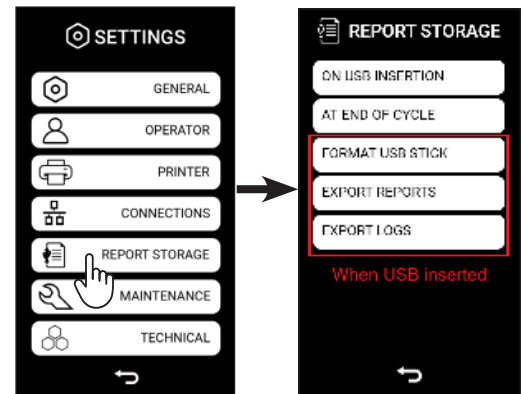 SETTINGS
GENERAL
OPERATOR
PRINTER
CONNECTIONS
REPORT STORAGE
MAINTENANCE
TECHNICAL
REPORT STORAGE
ON USB INSERTION
AT END OF CYCLE
FORMAT USB STICK
EXPORT REPORTS
EXPORT LOGS
When USB inserted